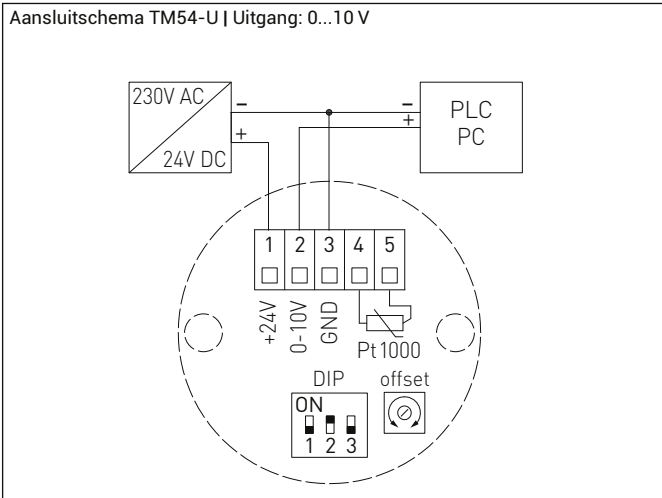 Aansluitschema TM54-U | Uitgang: 0...10 V
230V AC
24V DC
−
+
−
+
PLC
PC
1 2 3 4 5
+24V
0-10V
GND
Pt1000
DIP
offset
ON
1 2 3